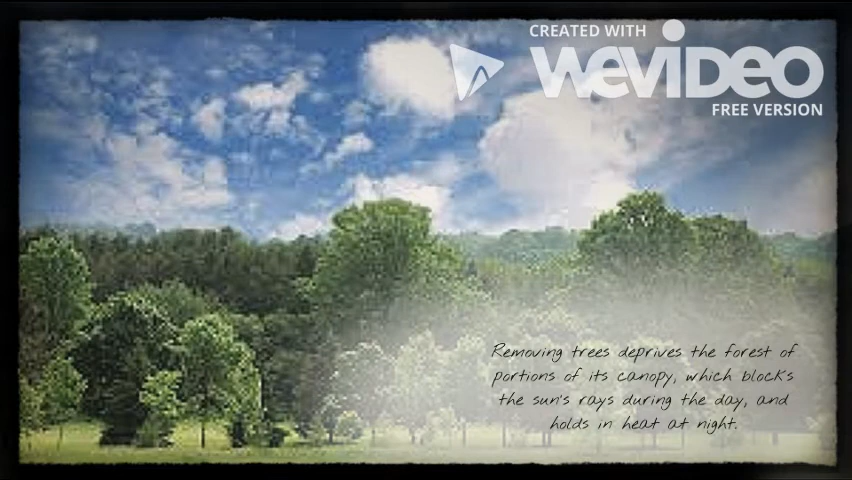 CREATED WITH
WeVideo
FREE VERSION
Removing trees deprives the forest of
portions of its canopy, which blocks
the sun's rays during the day, and
holds in heat at night.